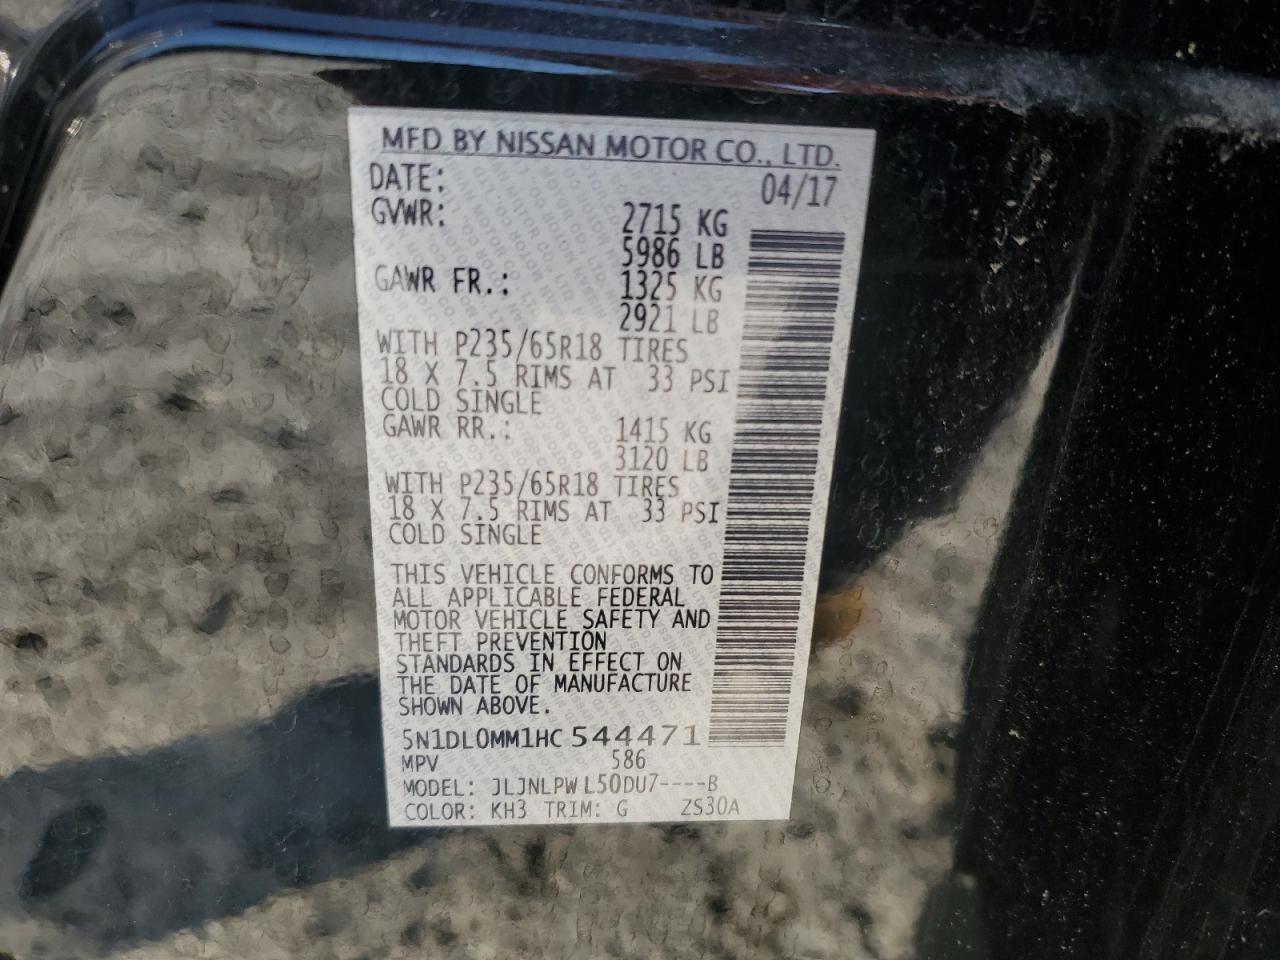 MFD BY NISSAN MOTOR CO., LTD.
DATE: 04/17
GVWR: 2715 KG
5986 LB
GAWR FR.: 1325 KG
2921 LB
WITH P235/65R18 TIRES
18 X 7.5 RIMS AT 33 PSI
COLD SINGLE
GAWR RR.: 1415 KG
3120 LB
WITH P235/65R18 TIRES
18 X 7.5 RIMS AT 33 PSI
COLD SINGLE
THIS VEHICLE CONFORMS TO
ALL APPLICABLE FEDERAL
MOTOR VEHICLE SAFETY AND
THEFT PREVENTION
STANDARDS IN EFFECT ON
THE DATE OF MANUFACTURE
SHOWN ABOVE.
5N1DL0MM1HC 544471
MPV 586
MODEL: JLJNLPW L50DU7----B
COLOR: KH3 TRIM: G ZS30A